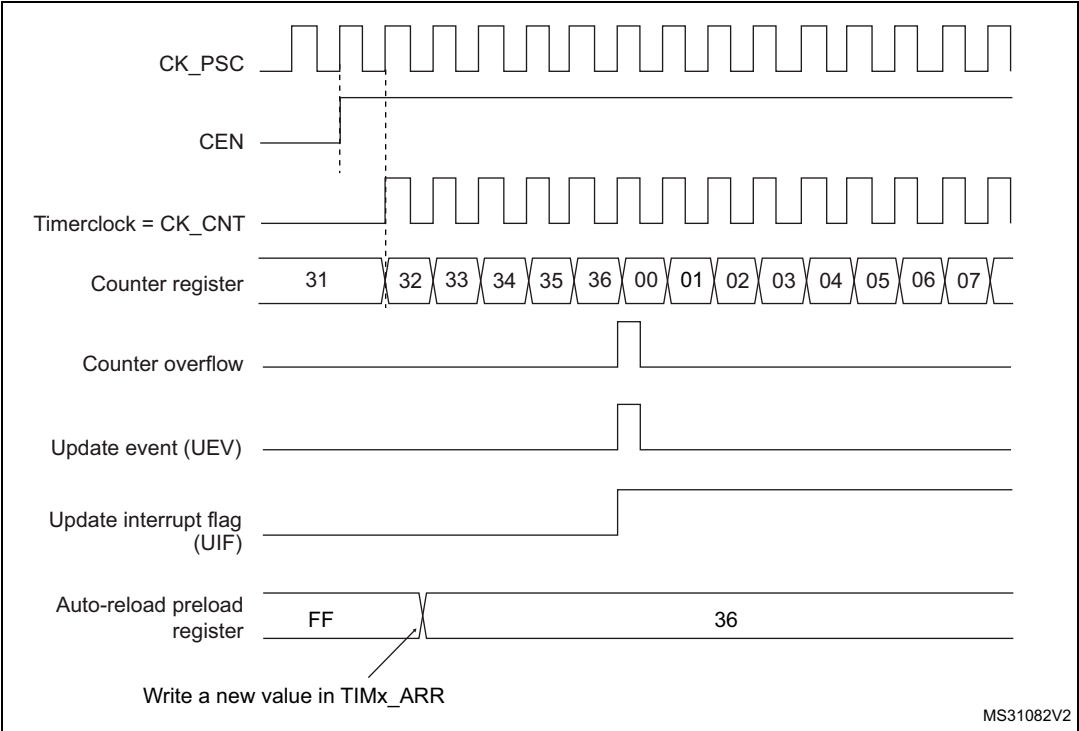 CK_PSC
CEN
Timerclock = CK_CNT
Counter register
31 32 33 34 35 36 00 01 02 03 04 05 06 07
Counter overflow
Update event (UEV)
Update interrupt flag
(UIF)
Auto-reload preload
register
FF 36
Write a new value in TIMx_ARR
MS31082V2